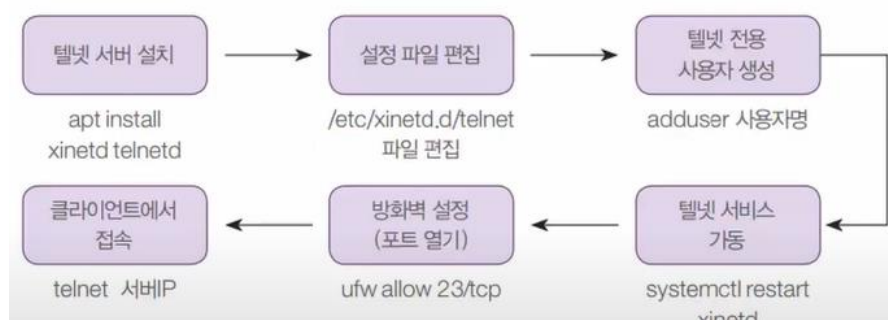 텔넷 서버 설치
apt install
xinetd telnetd
설정 파일 편집
/etc/xinetd.d/telnet
파일 편집
텔넷 전용
사용자 생성
adduser 사용자명
텔넷 서비스
가동
systemctl restart
xinetd
방화벽 설정
(포트 열기)
ufw allow 23/tcp
클라이언트에서
접속
telnet 서버IP